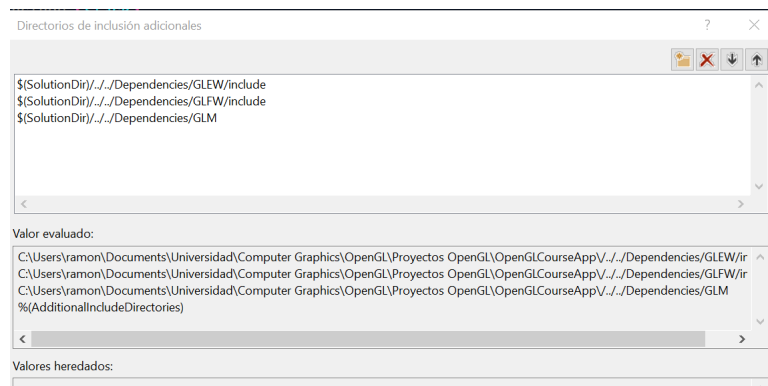 Directorios de inclusión adicionales
?
$(SolutionDir)/../../Dependencies/GLEW/include
$(SolutionDir)/../../Dependencies/GLFW/include
$(SolutionDir)/../../Dependencies/GLM
Valor evaluado:
C:\Users\ramon\Documents\Universidad\Computer Graphics\OpenGL\Proyectos OpenGL\OpenGLCourseApp\/../../Dependencies/GLEW/ir
C:\Users\ramon\Documents\Universidad\Computer Graphics\OpenGL\Proyectos OpenGL\OpenGLCourseApp\/../../Dependencies/GLFW/ir
C:\Users\ramon\Documents\Universidad\Computer Graphics\OpenGL\Proyectos OpenGL\OpenGLCourseApp\/../../Dependencies/GLM
%(AdditionalIncludeDirectories)
Valores heredados: